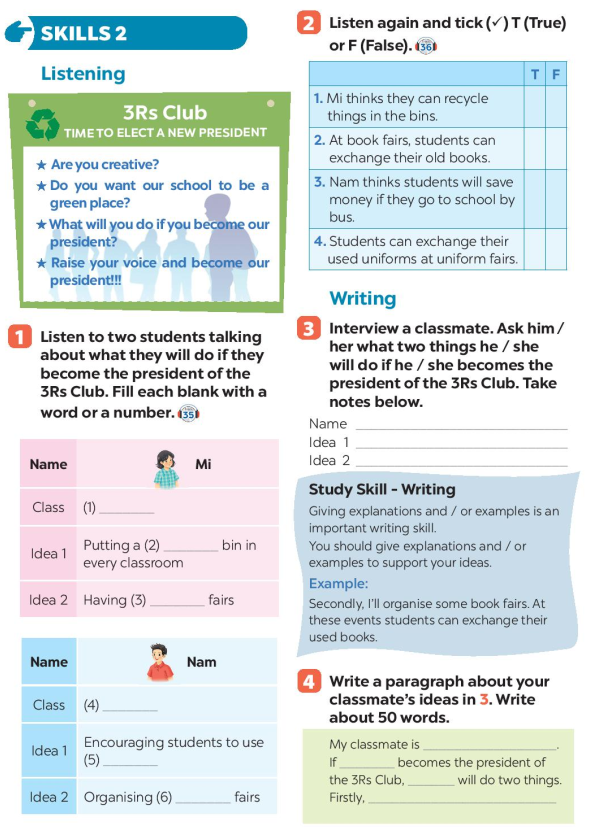 SKILLS 2
Listening
3Rs Club
TIME TO ELECT A NEW PRESIDENT
★ Are you creative?
★ Do you want our school to be a
green place?
★ What will you do if you become our
president?
★ Raise your voice and become our
president!!!
1 Listen to two students talking
about what they will do if they
become the president of the
3Rs Club. Fill each blank with a
word or a number. 35
Name Mi
Class (1) ________
Idea 1 Putting a (2) ________ bin in
every classroom
Idea 2 Having (3) ________ fairs
Name Nam
Class (4) ________
Idea 1 Encouraging students to use
(5) ________
Idea 2 Organising (6) ________ fairs
2 Listen again and tick (✓) T (True)
or F (False). 36
T F
1. Mi thinks they can recycle
things in the bins.
2. At book fairs, students can
exchange their old books.
3. Nam thinks students will save
money if they go to school by
bus.
4. Students can exchange their
used uniforms at uniform fairs.
Writing
3 Interview a classmate. Ask him /
her what two things he / she
will do if he / she becomes the
president of the 3Rs Club. Take
notes below.
Name ________
Idea 1 ________
Idea 2 ________
Study Skill - Writing
Giving explanations and / or examples is an
important writing skill.
You should give explanations and / or
examples to support your ideas.
Example:
Secondly, I'll organise some book fairs. At
these events students can exchange their
used books.
4 Write a paragraph about your
classmate's ideas in 3. Write
about 50 words.
My classmate is ________.
If ________ becomes the president of
the 3Rs Club, ________ will do two things.
Firstly, ________